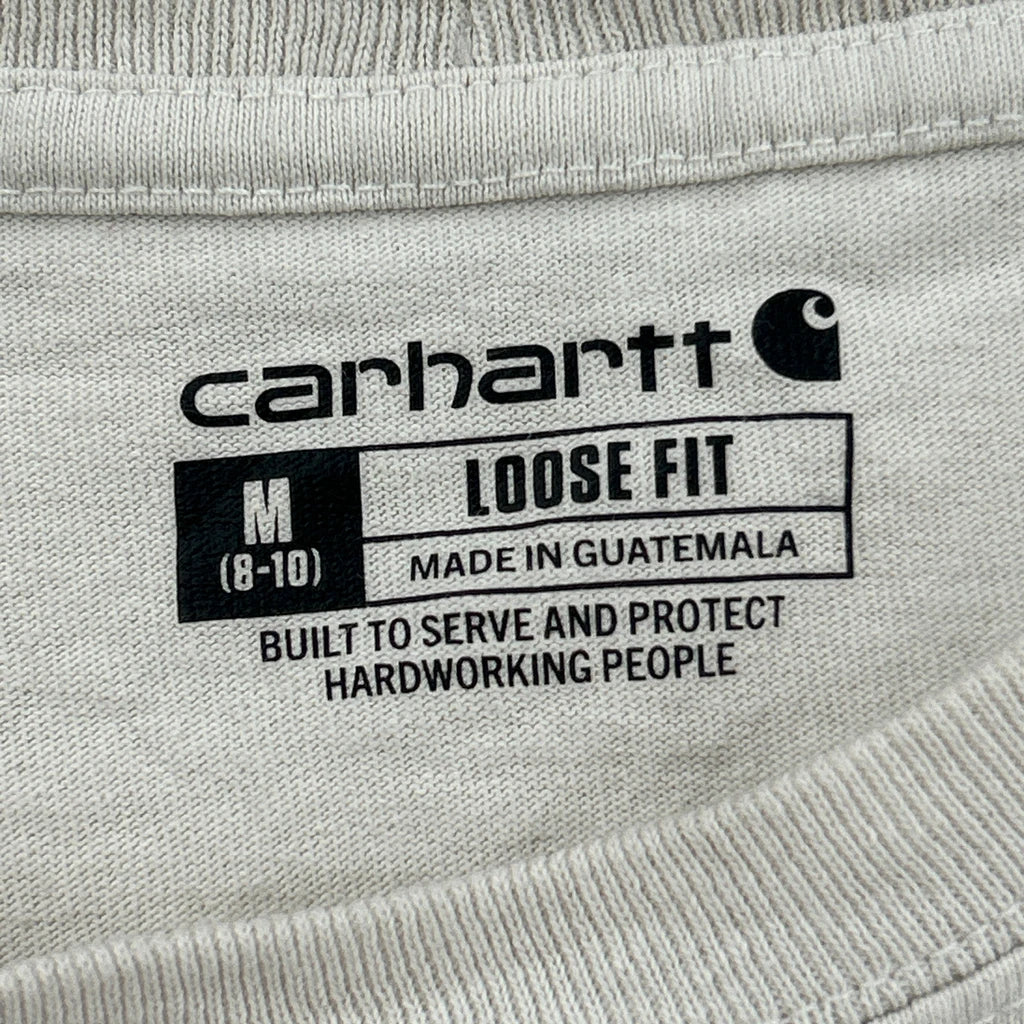 carhartt
M
(8-10)
LOOSE FIT
MADE IN GUATEMALA
BUILT TO SERVE AND PROTECT
HARDWORKING PEOPLE